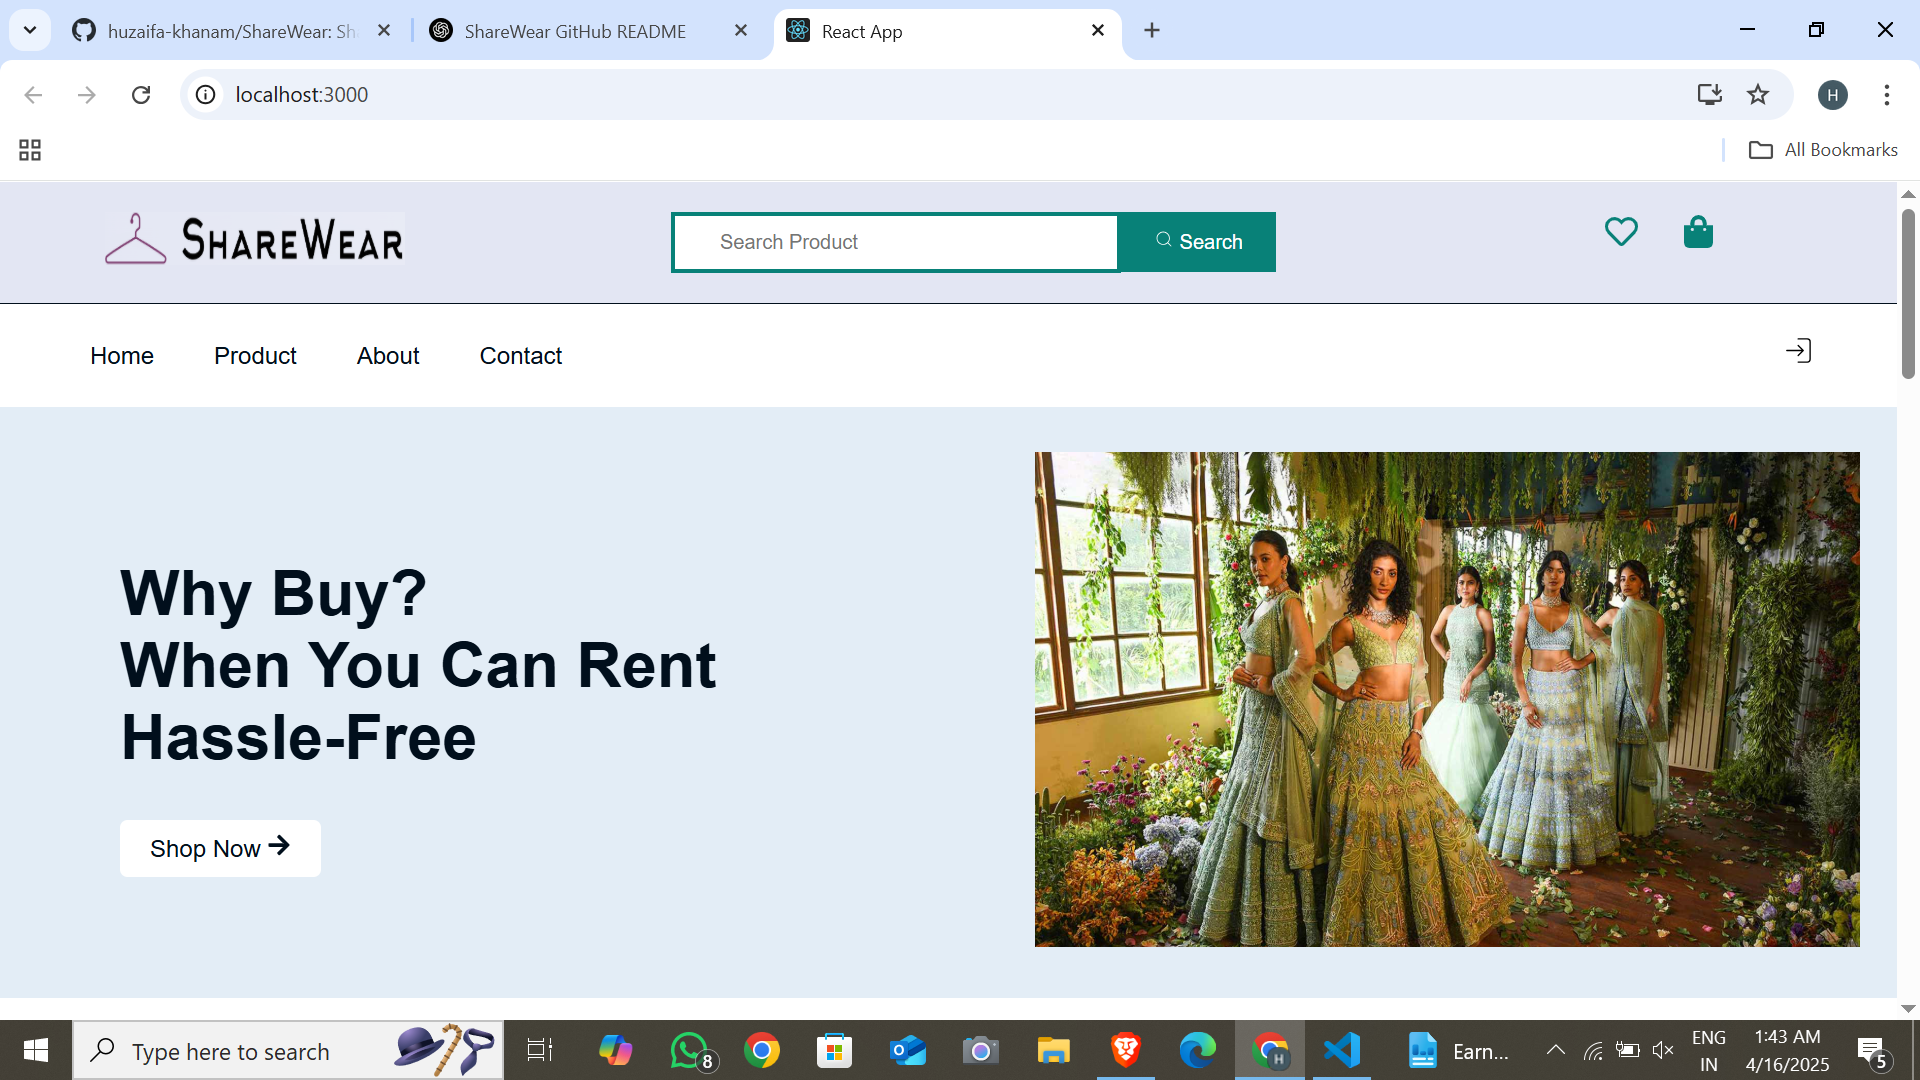 huzaifa-khanam/ShareWear: Sh
ShareWear GitHub README
React App
localhost:3000
H
All Bookmarks
SHAREWEAR
Search Product
Search
Home
Product
About
Contact
Why Buy?
When You Can Rent
Hassle-Free
Shop Now
Type here to search
8
H
Earn...
ENG
IN
1:43 AM
4/16/2025
5